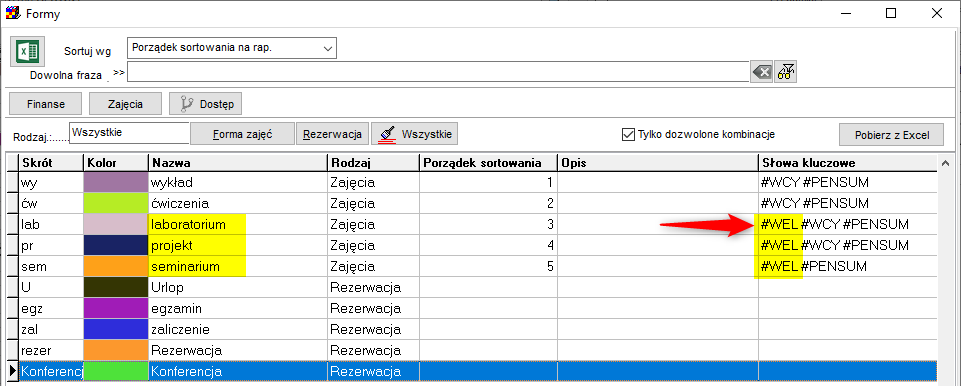 Formy
Sortuj wg Porządek sortowania na rap.
Dowolna fraza . >>
Finanse Zajęcia Dostęp
Rodzaj.:...... Wszystkie Forma zajęć Rezerwacja Wszystkie Tylko dozwolone kombinacje Pobierz z Excel
Skrót Kolor Nazwa Rodzaj Porządek sortowania Opis Słowa kluczowe
wy wykład Zajęcia 1 #WCY #PENSUM
ćw ćwiczenia Zajęcia 2 #WCY #PENSUM
lab laboratorium Zajęcia 3 #WEL #WCY #PENSUM
pr projekt Zajęcia 4 #WEL #WCY #PENSUM
sem seminarium Zajęcia 5 #WEL #PENSUM
U Urlop Rezerwacja
egz egzamin Rezerwacja
zal zaliczenie Rezerwacja
rezer Rezerwacja Rezerwacja
Konferencj Konferencja Rezerwacja